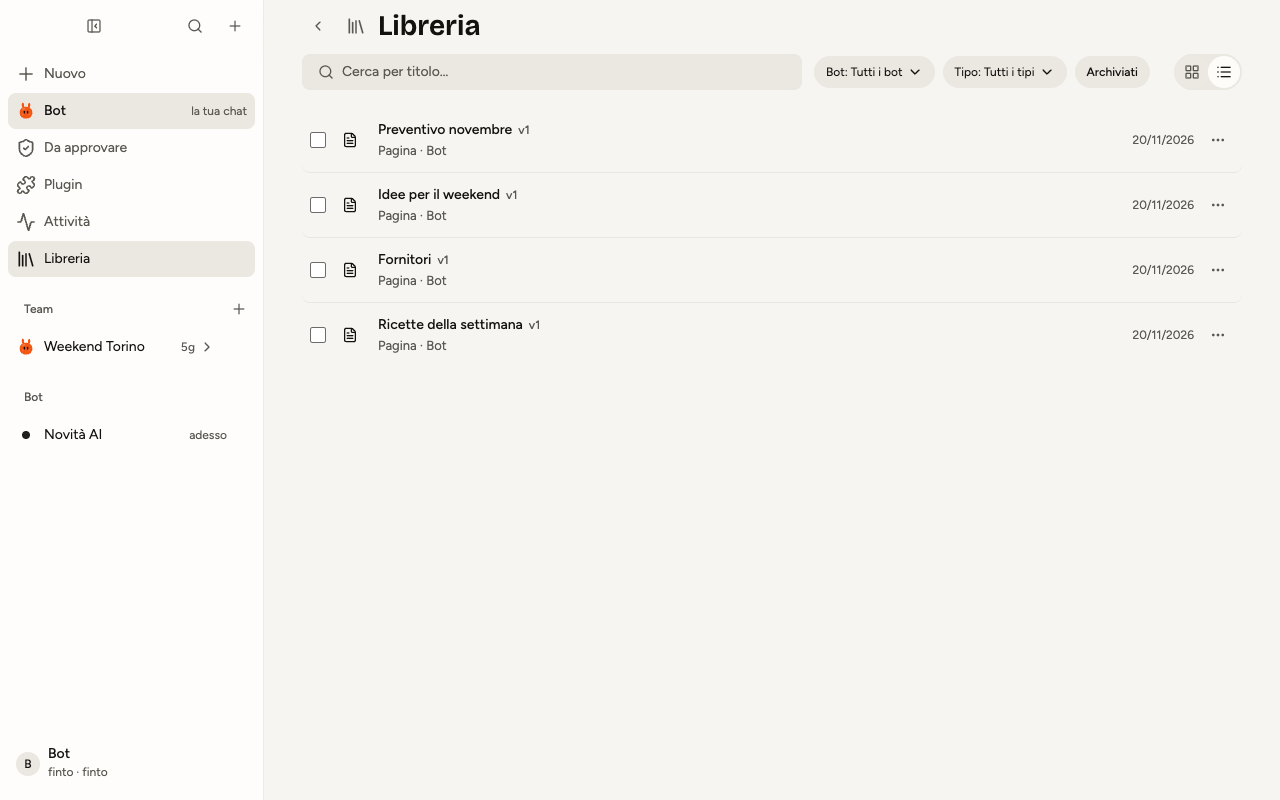 Nuovo
Bot la tua chat
Da approvare
Plugin
Attività
Libreria
Team
Weekend Torino 5g
Bot
Novità AI adesso
B
Bot
finto · finto
Libreria
Cerca per titolo...
Bot: Tutti i bot
Tipo: Tutti i tipi
Archiviati
Preventivo novembre v1
Pagina · Bot
20/11/2026
Idee per il weekend v1
Pagina · Bot
20/11/2026
Fornitori v1
Pagina · Bot
20/11/2026
Ricette della settimana v1
Pagina · Bot
20/11/2026